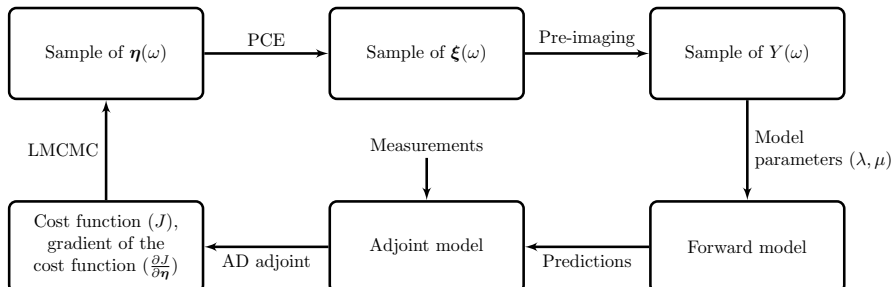 Sample of η(ω)
PCE
Sample of ξ(ω)
Pre-imaging
Sample of Y(ω)
LMCMC
Measurements
Model
parameters (λ, μ)
Cost function (J),
gradient of the
cost function (∂J/∂η)
AD adjoint
Adjoint model
Predictions
Forward model